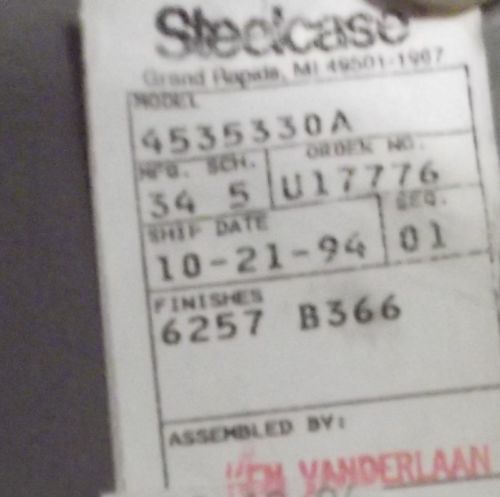 Steelcase
Grand Rapids, MI 49501-1967
MODEL
4535330A
MFG. SCH. ORDER NO.
34 5 U17776
SHIP DATE SEQ.
10-21-94 01
FINISHES
6257 B366
ASSEMBLED BY:
VANDERLAAN